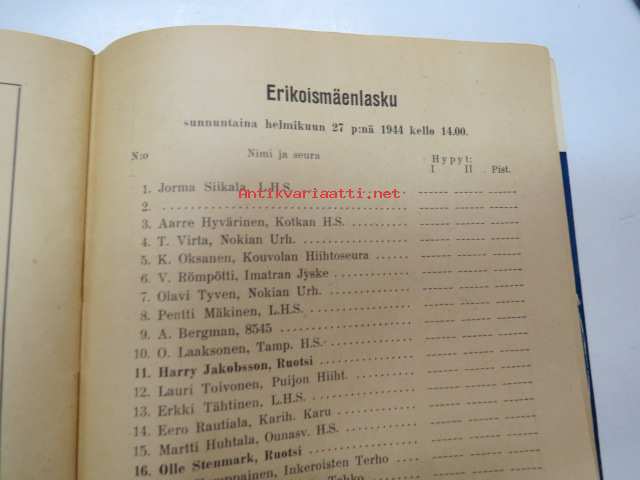 Erikoismäenlasku
sunnuntaina helmikuun 27 p:nä 1944 kello 14.00.
N:o Nimi ja seura Hypyt: Pist.
I II
1. Jorma Siikala, L.H.S.
Antikvariaatti.net
2.
3. Aarre Hyvärinen, Kotkan H.S.
4. T. Virta, Nokian Urh.
5. K. Oksanen, Kouvolan Hiihtoseura
6. V. Römpötti, Imatran Jyske
7. Olavi Tyven, Nokian Urh.
8. Pentti Mäkinen, L.H.S.
9. A. Bergman, 8545
10. O. Laaksonen, Tamp. H.S.
11. Harry Jakobsson, Ruotsi
12. Lauri Toivonen, Puijon Hiiht.
13. Erkki Tähtinen, L.H.S.
14. Eero Rautiala, Karih. Karu
15. Martti Huhtala, Ounasv. H.S.
16. Olle Stenmark, Ruotsi
Inkeroisten Terho